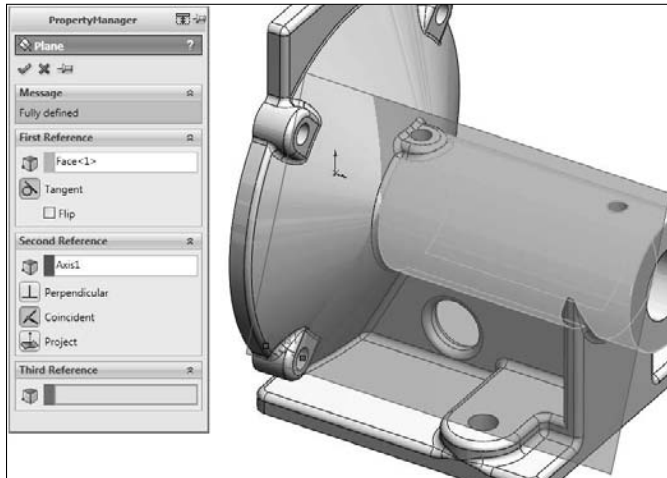 PropertyManager
Plane ?
Message
Fully defined
First Reference
Face<1>
Tangent
Flip
Second Reference
Axis1
Perpendicular
Coincident
Project
Third Reference